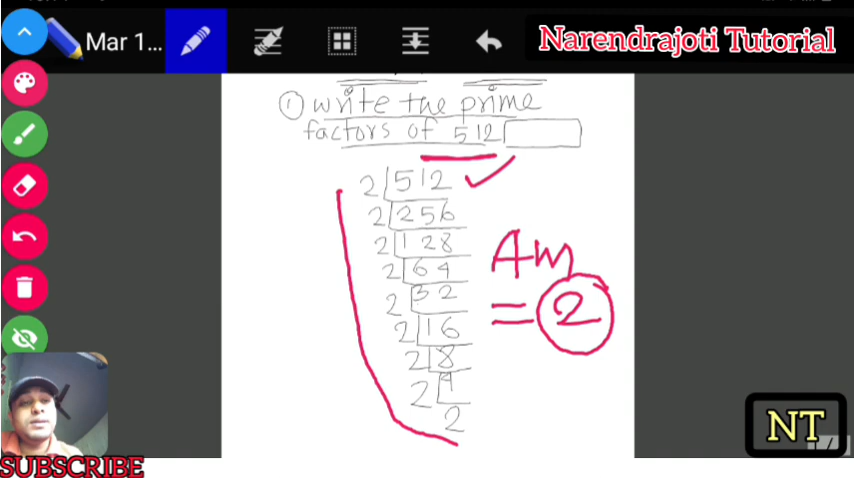 Mar 1...
Narendrajoti Tutorial
① write the prime
factors of 512
2 512
2 256
2 128
2 64
2 32
2 16
2 8
2 4
2
Ans
= 2
NT
SUBSCRIBE